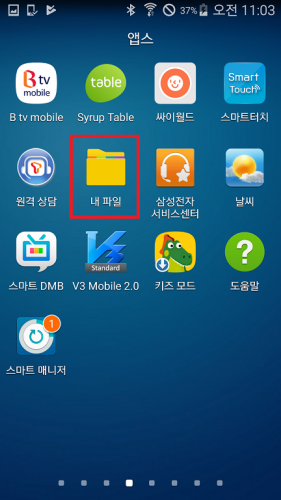 37% 오전 11:03
앱스
B tv mobile
table
Smart Touch
B tv mobile
Syrup Table
싸이월드
스마트터치
원격 상담
내 파일
삼성전자 서비스센터
날씨
V3
Standard
스마트 DMB
V3 Mobile 2.0
키즈 모드
도움말
1
스마트 매니저